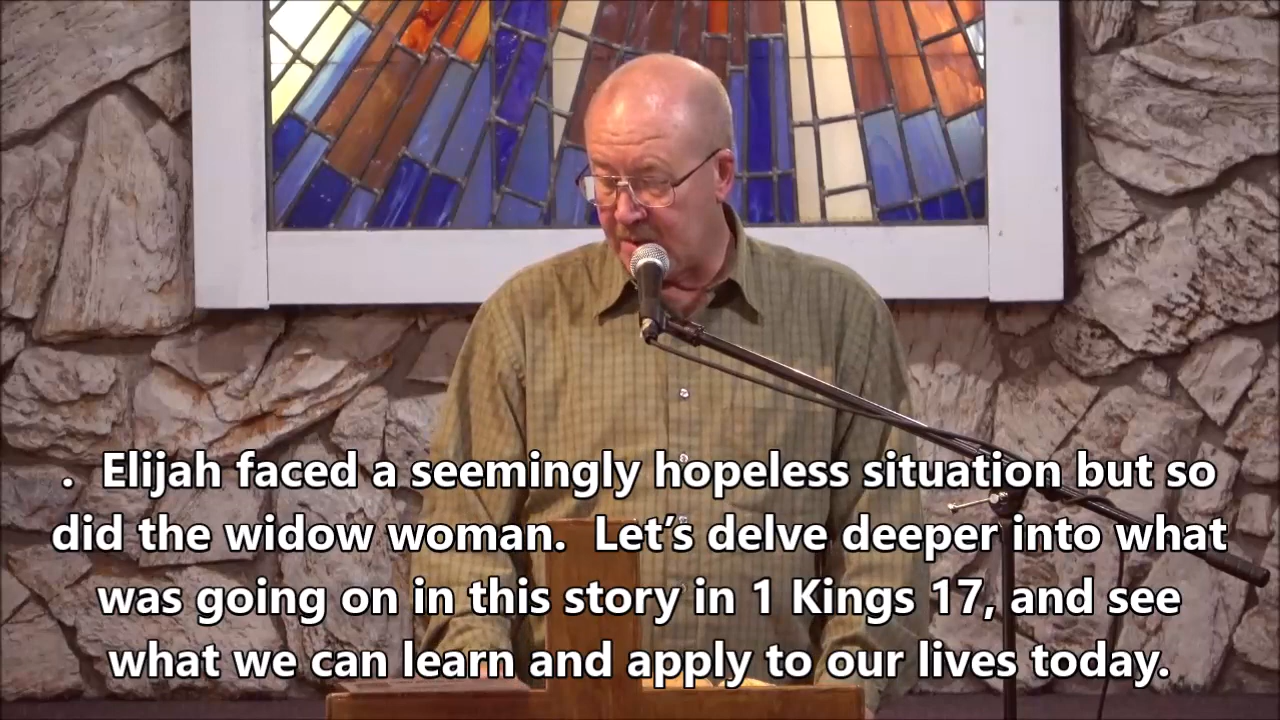 .  Elijah faced a seemingly hopeless situation but so
did the widow woman.  Let’s delve deeper into what
was going on in this story in 1 Kings 17, and see
what we can learn and apply to our lives today.